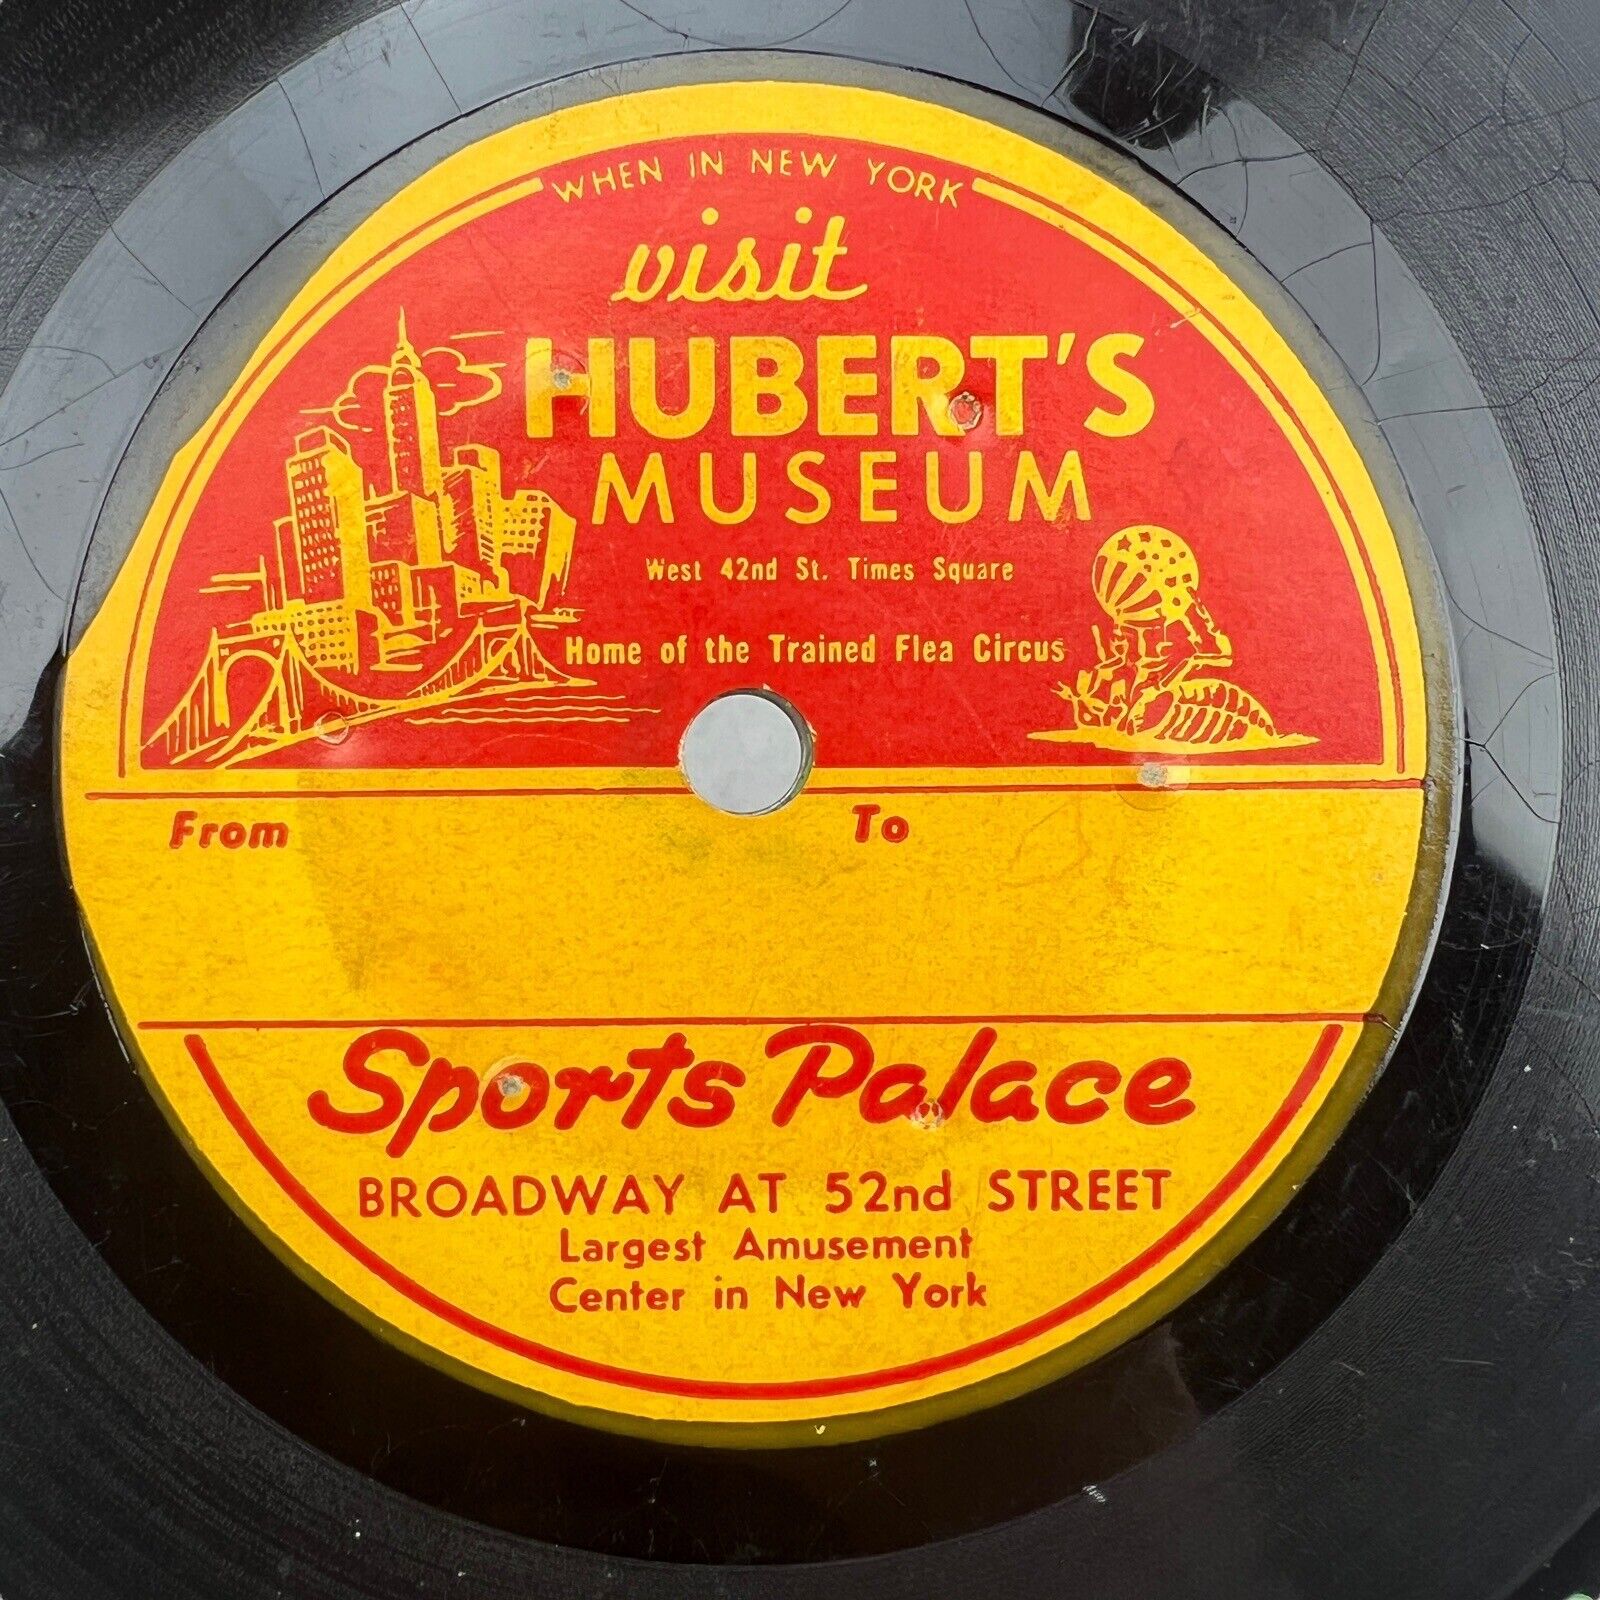 WHEN IN NEW YORK
visit
HUBERT'S
MUSEUM
West 42nd St. Times Square
Home of the Trained Flea Circus
From To
Sports Palace
BROADWAY AT 52nd STREET
Largest Amusement
Center in New York